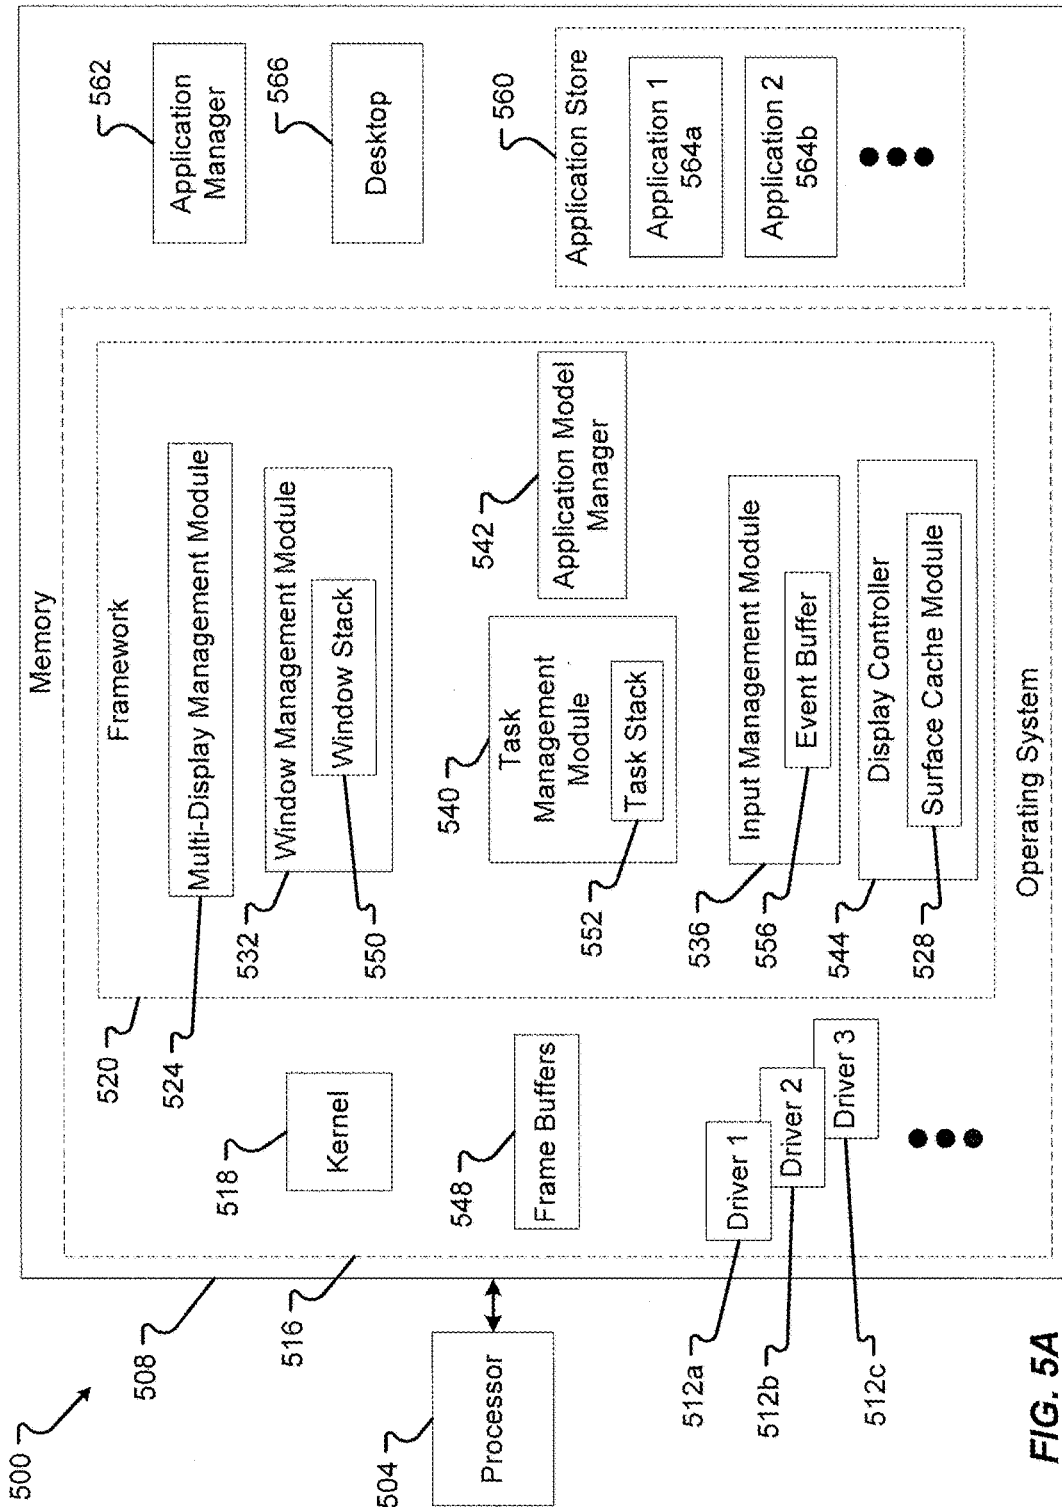 500
508
516
504
Processor
Memory
Operating System
518
Kernel
548
Frame Buffers
512a
Driver 1
512b
Driver 2
512c
Driver 3
520
Framework
524
Multi-Display Management Module
532
Window Management Module
550
Window Stack
540
Task
Management
Module
552
Task Stack
542
Application Model
Manager
536
Input Management Module
556
Event Buffer
544
Display Controller
528
Surface Cache Module
562
Application
Manager
566
Desktop
560
Application Store
Application 1
564a
Application 2
564b
FIG. 5A